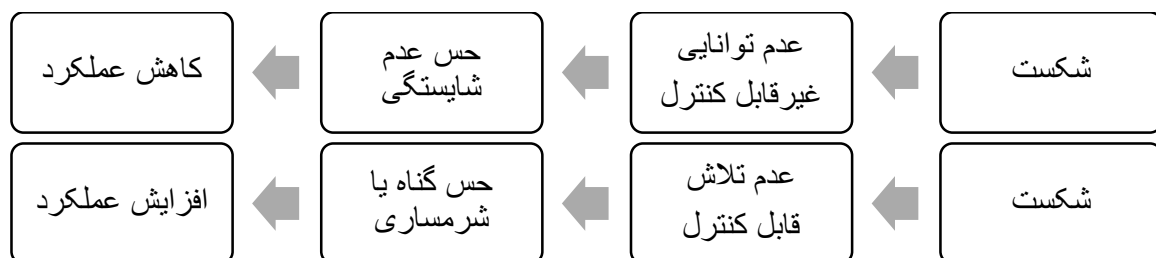 شکست
عدم توانایی
غیرقابل کنترل
حس عدم
شایستگی
کاهش عملکرد
شکست
عدم تلاش
قابل کنترل
حس گناه یا
شرمساری
افزایش عملکرد